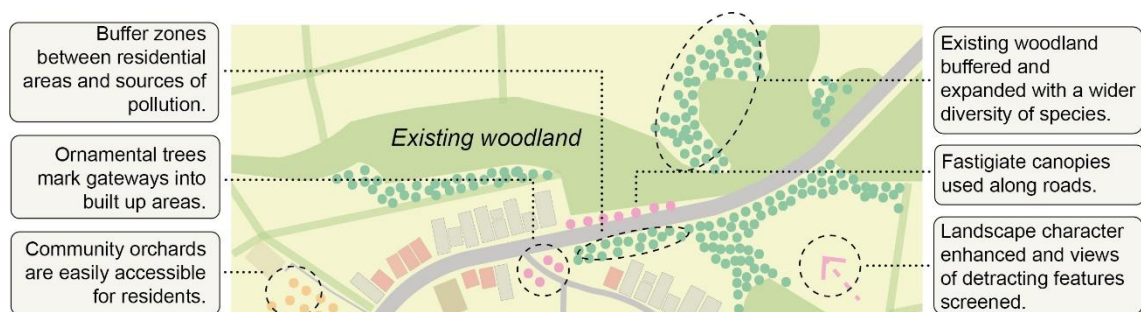 Buffer zones
between residential
areas and sources of
pollution.
Ornamental trees
mark gateways into
built up areas.
Community orchards
are easily accessible
for residents.
Existing woodland
Existing woodland
buffered and
expanded with a wider
diversity of species.
Fastigiate canopies
used along roads.
Landscape character
enhanced and views
of detracting features
screened.